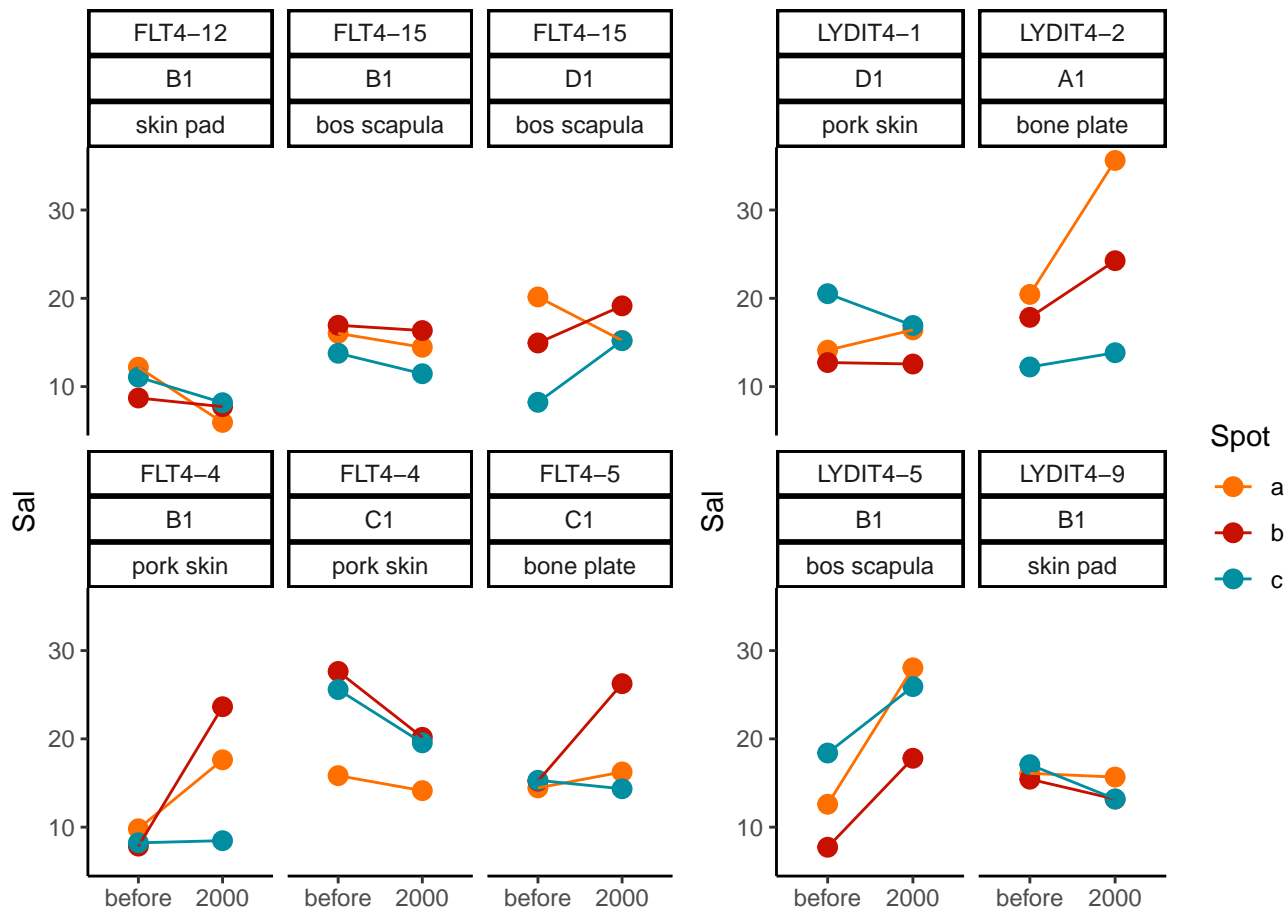 FLT4−12 FLT4−15 FLT4−15 LYDIT4−1 LYDIT4−2
B1 B1 D1 D1 A1
skin pad bos scapula bos scapula pork skin bone plate
30 30
20 20
10 10
FLT4−4 FLT4−4 FLT4−5 LYDIT4−5 LYDIT4−9
B1 C1 C1 B1 B1
pork skin pork skin bone plate bos scapula skin pad
Sal Sal
30 30
20 20
10 10
before 2000 before 2000 before 2000 before 2000 before 2000
Spot
a
b
c